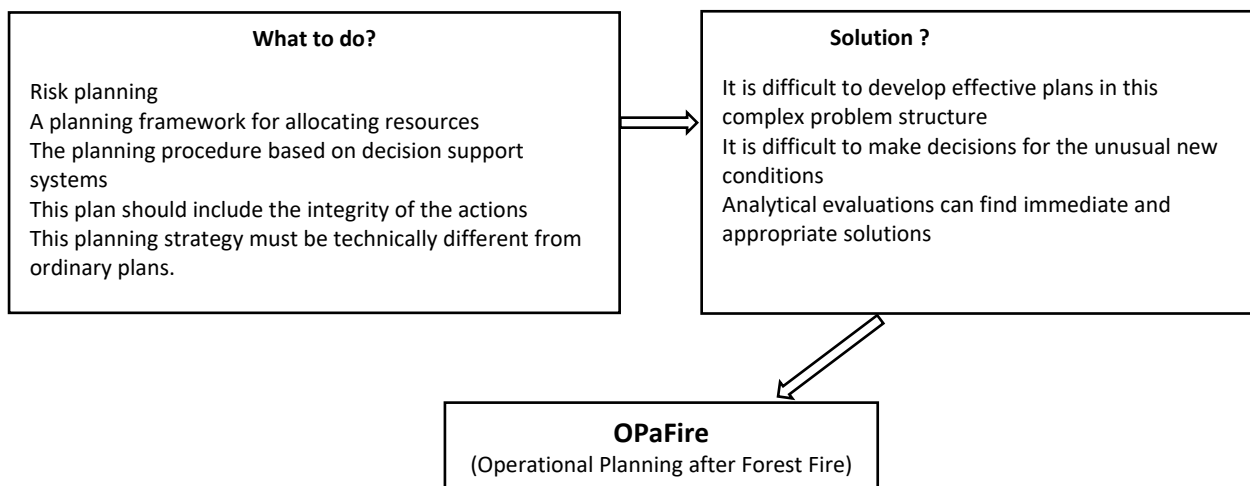 What to do?
Risk planning
A planning framework for allocating resources
The planning procedure based on decision support
systems
This plan should include the integrity of the actions
This planning strategy must be technically different from
ordinary plans.
Solution ?
It is difficult to develop effective plans in this
complex problem structure
It is difficult to make decisions for the unusual new
conditions
Analytical evaluations can find immediate and
appropriate solutions
OPaFire
(Operational Planning after Forest Fire)